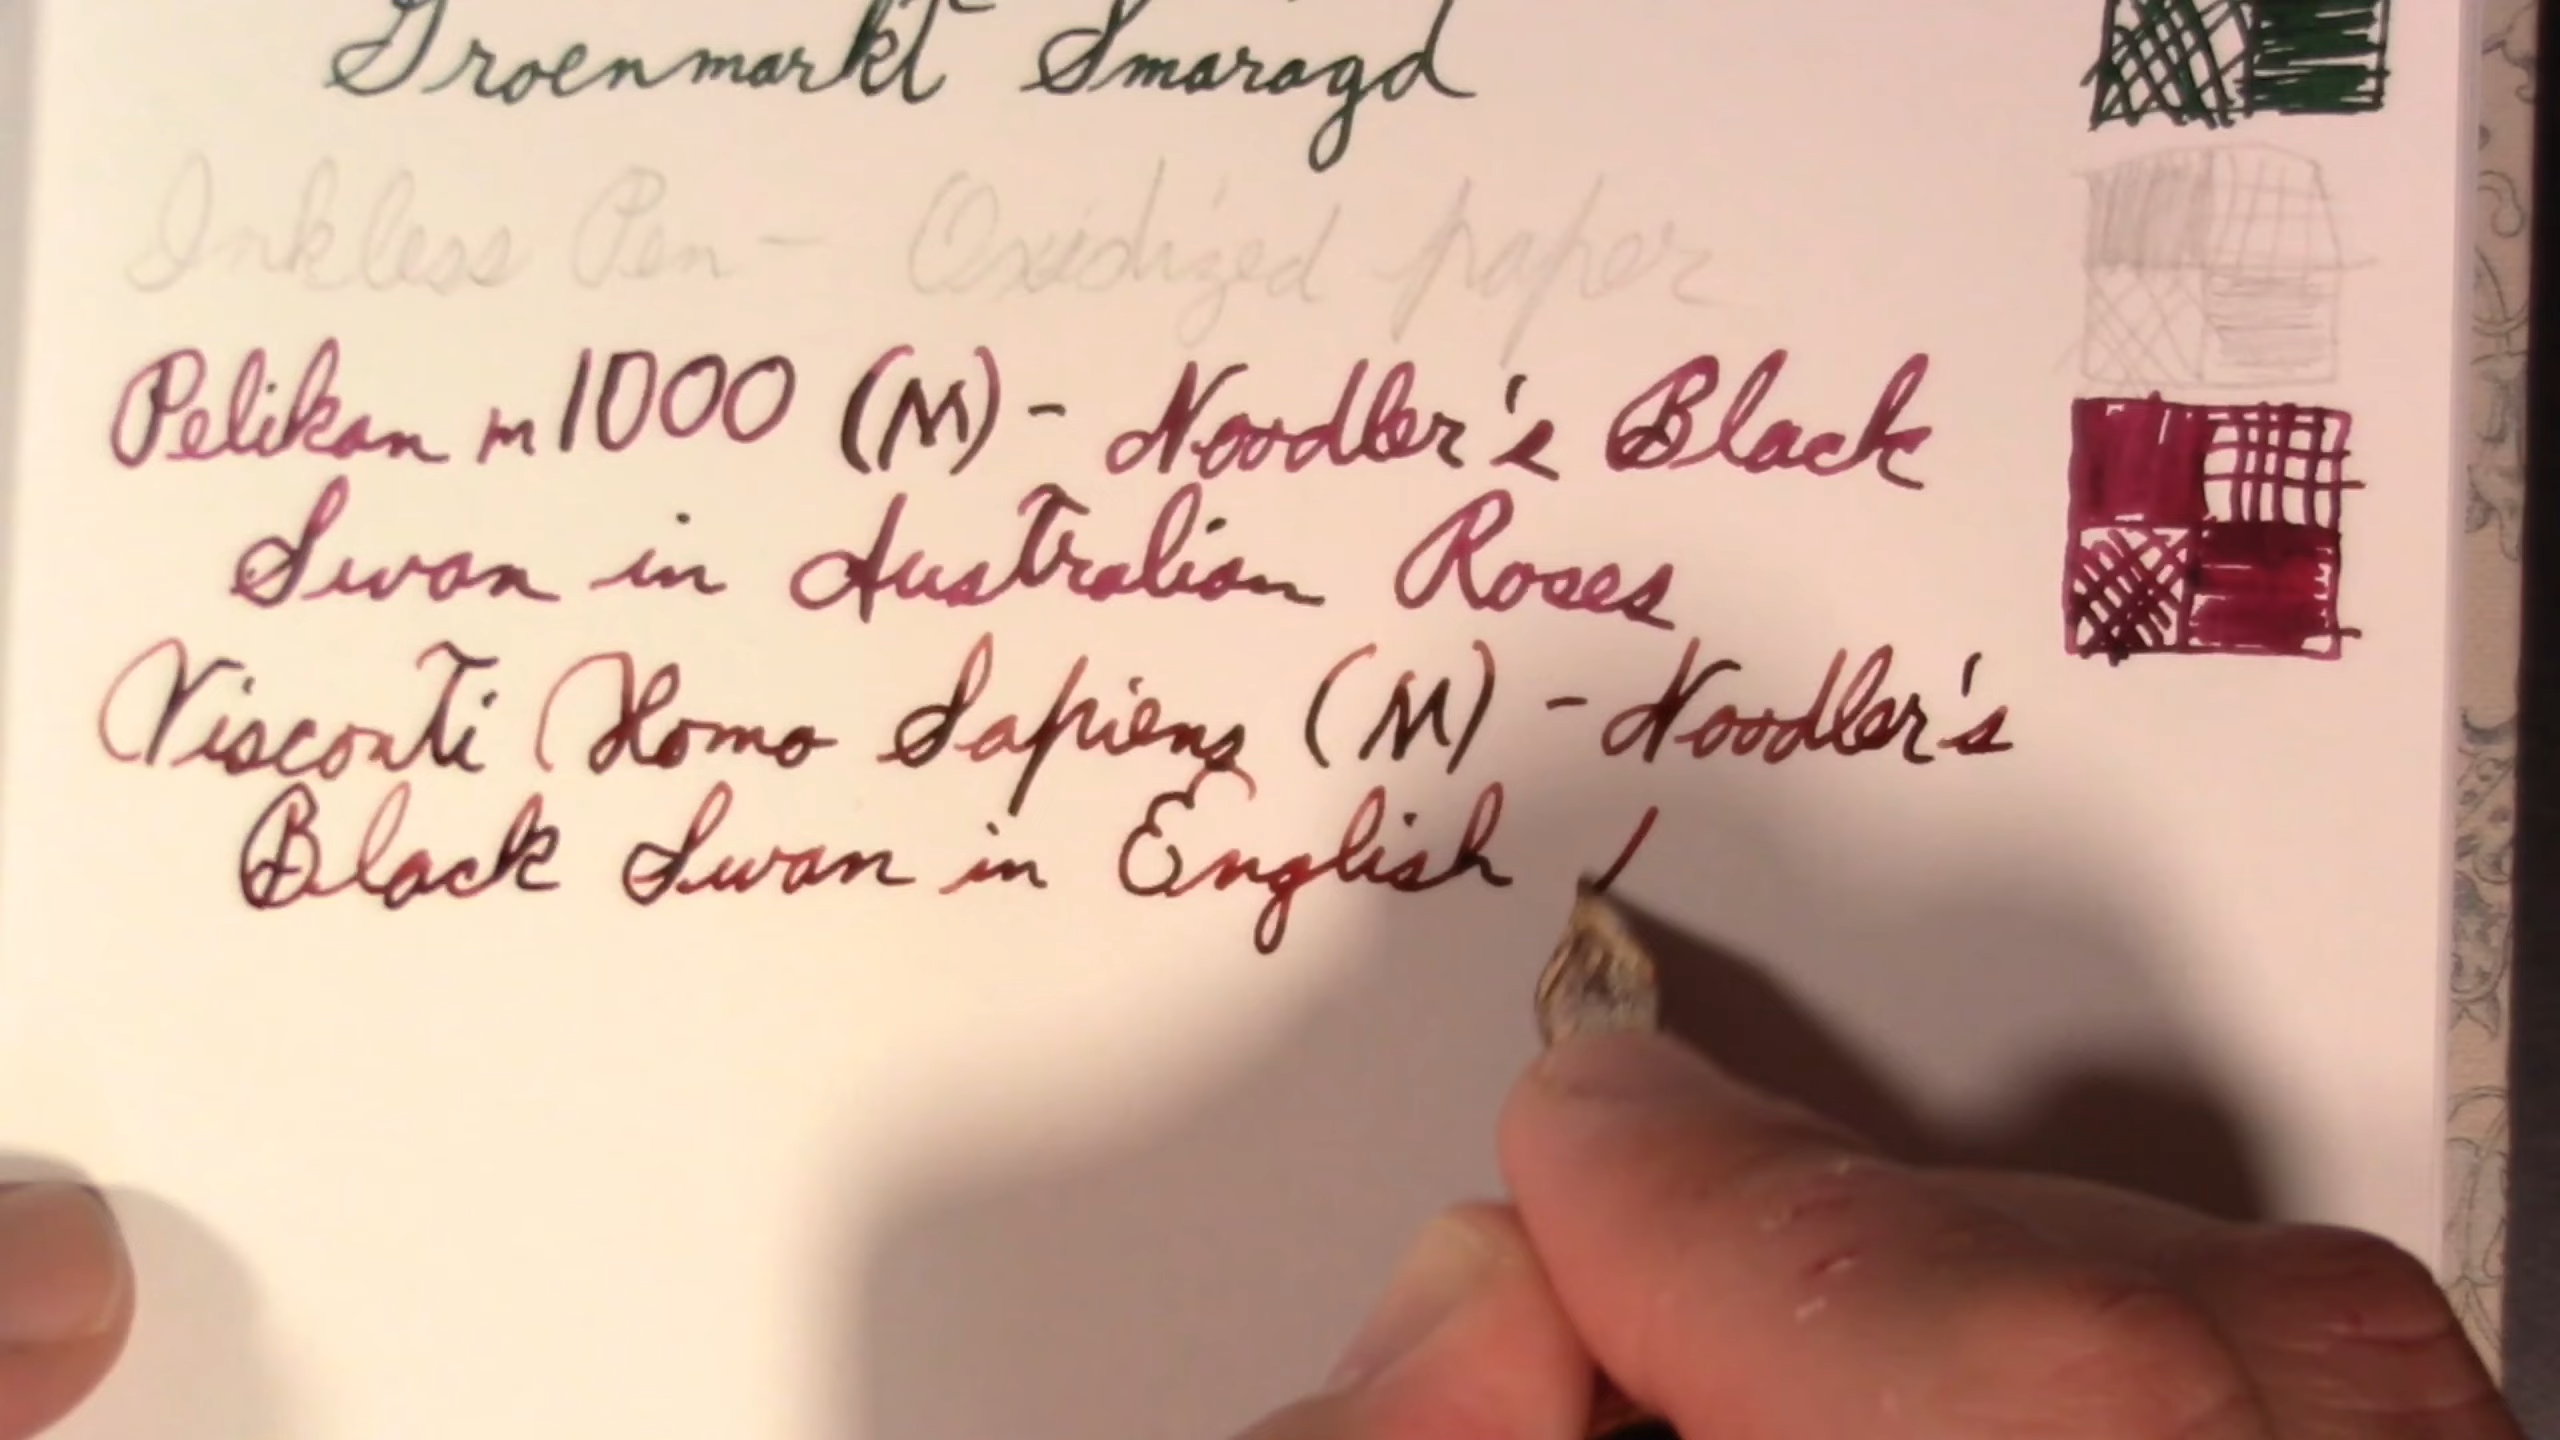 Groenmarkt Smaragd
Inkless Pen - Oxidized paper
Pelikan m1000 (M) - Noodler's Black
Swan in Australian Roses
Visconti Homo Sapiens (M) - Noodler's
Black Swan in English